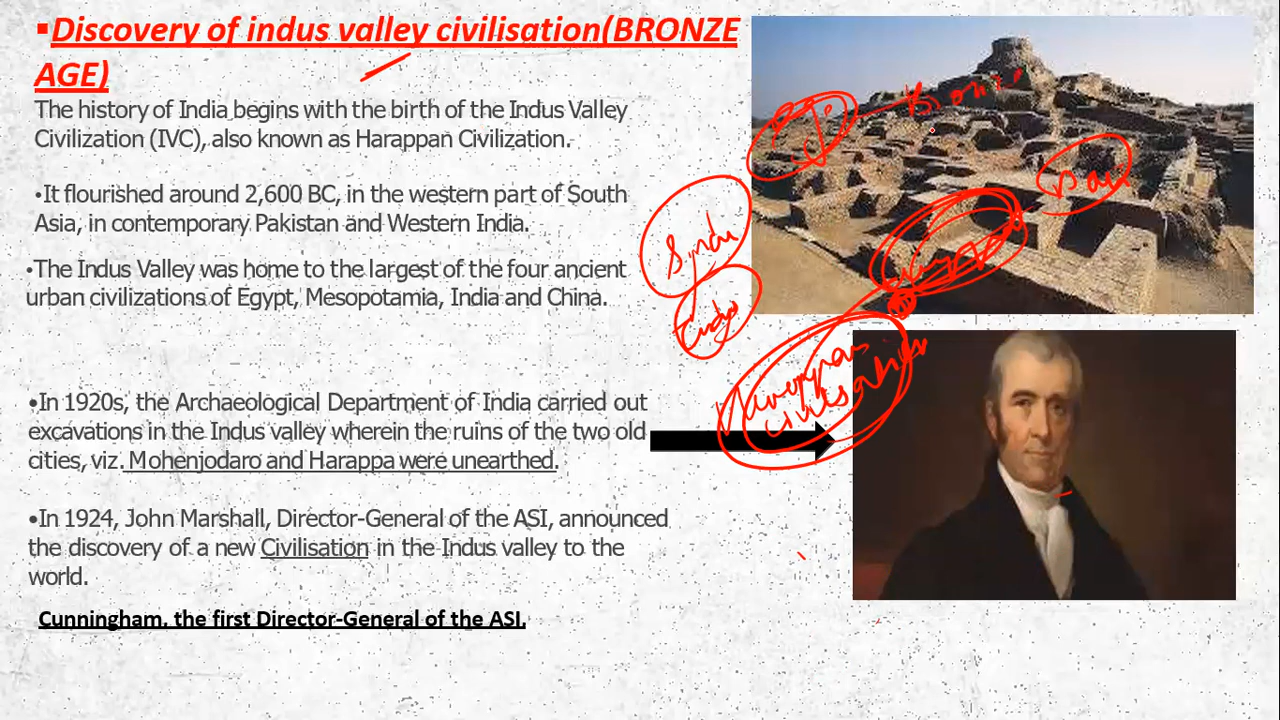 ▪Discovery of indus valley civilisation(BRONZE
AGE)
The history of India begins with the birth of the Indus Valley
Civilization (IVC), also known as Harappan Civilization.
•It flourished around 2,600 BC, in the western part of South
Asia, in contemporary Pakistan and Western India.
•The Indus Valley was home to the largest of the four ancient
urban civilizations of Egypt, Mesopotamia, India and China.
•In 1920s, the Archaeological Department of India carried out
excavations in the Indus valley wherein the ruins of the two old
cities, viz. Mohenjodaro and Harappa were unearthed.
•In 1924, John Marshall, Director-General of the ASI, announced
the discovery of a new Civilisation in the Indus valley to the
world.
Cunningham. the first Director-General of the ASI.
Sindu
civilisation